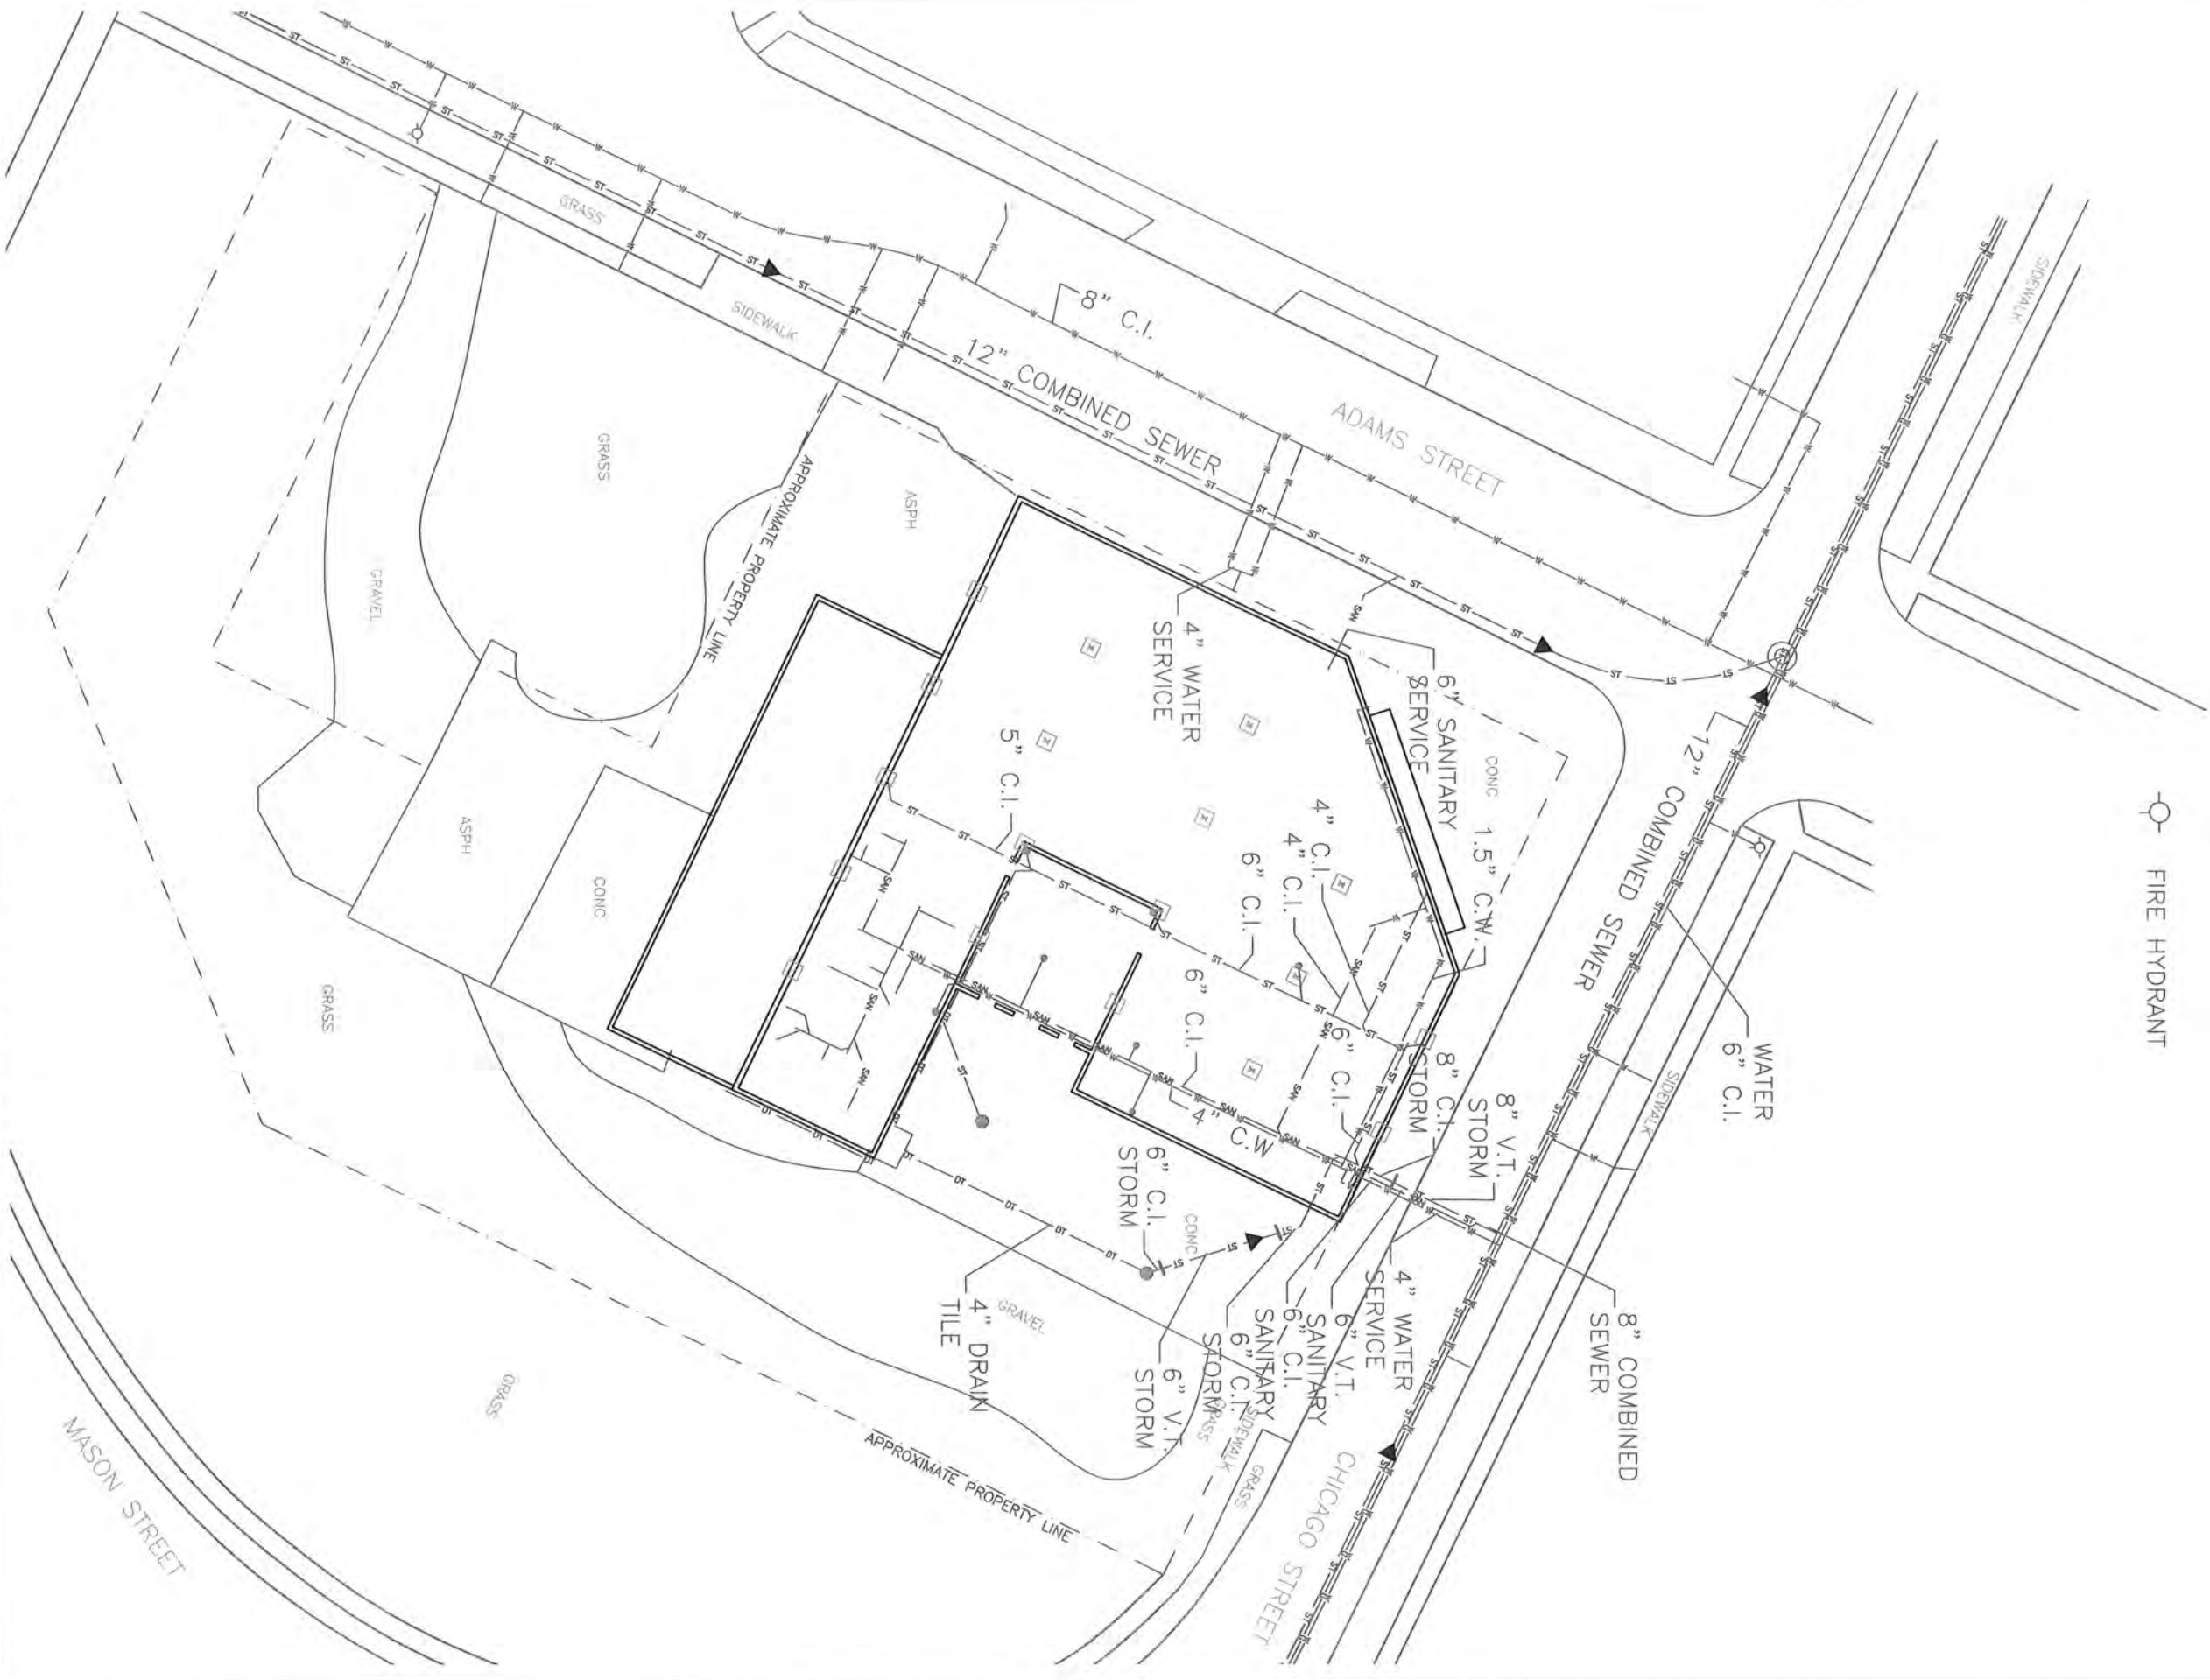 FIRE HYDRANT
SIDEWALK
ADAMS STREET
8" C.I.
12" COMBINED SEWER
GRASS
SIDEWALK
GRASS
ASPH
APPROXIMATE PROPERTY LINE
GRAVEL
4" WATER
SERVICE
6" SANITARY
SERVICE
CONC
12" COMBINED SEWER
1.5" C.W.
4" C.I.
4" C.I.
6" C.I.
5" C.I.
ASPH
CONC
GRASS
6" C.I.
4" C.W
6" C.I.
8" C.I.
STORM
8" V.T.
STORM
WATER
6" C.I.
SIDEWALK
6" C.I.
STORM
CONC
4" DRAIN
TILE
GRAVEL
6" V.T.
STORM
6" C.I.
STORM
6" C.I.
SANITARY
6" V.T.
SANITARY
4" WATER
SERVICE
8" COMBINED
SEWER
GRASS
SIDEWALK
GRASS
CHICAGO STREET
APPROXIMATE PROPERTY LINE
GRASS
MASON STREET